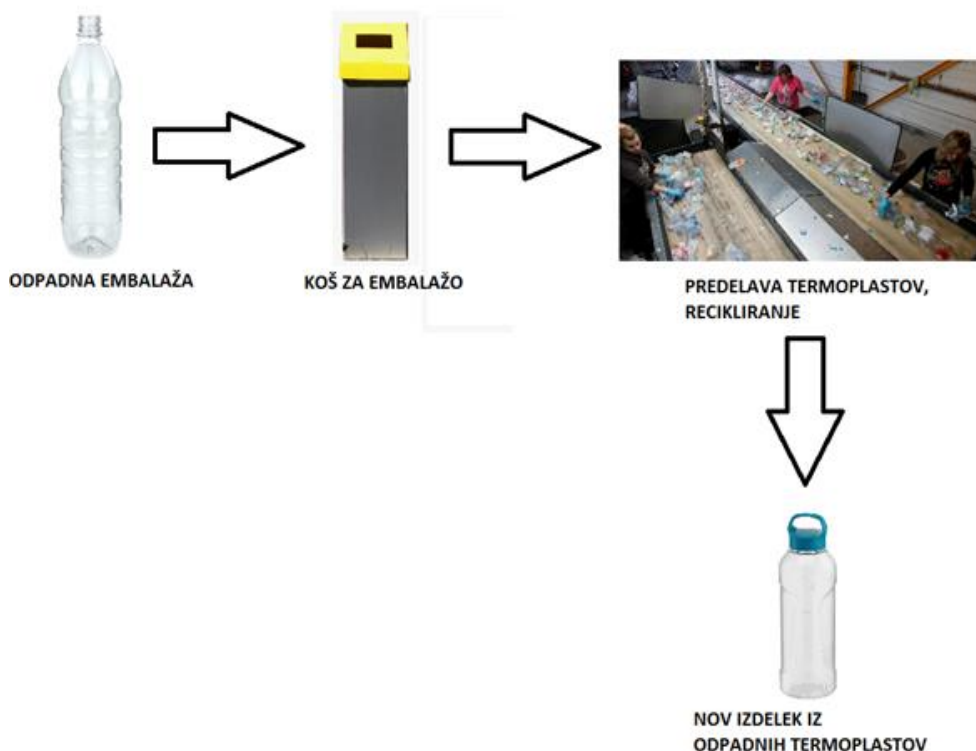 ODPADNA EMBALAŽA
KOŠ ZA EMBALAŽO
PREDELAVA TERMOPLASTOV,
RECIKLIRANJE
NOV IZDELEK IZ
ODPADNIH TERMOPLASTOV